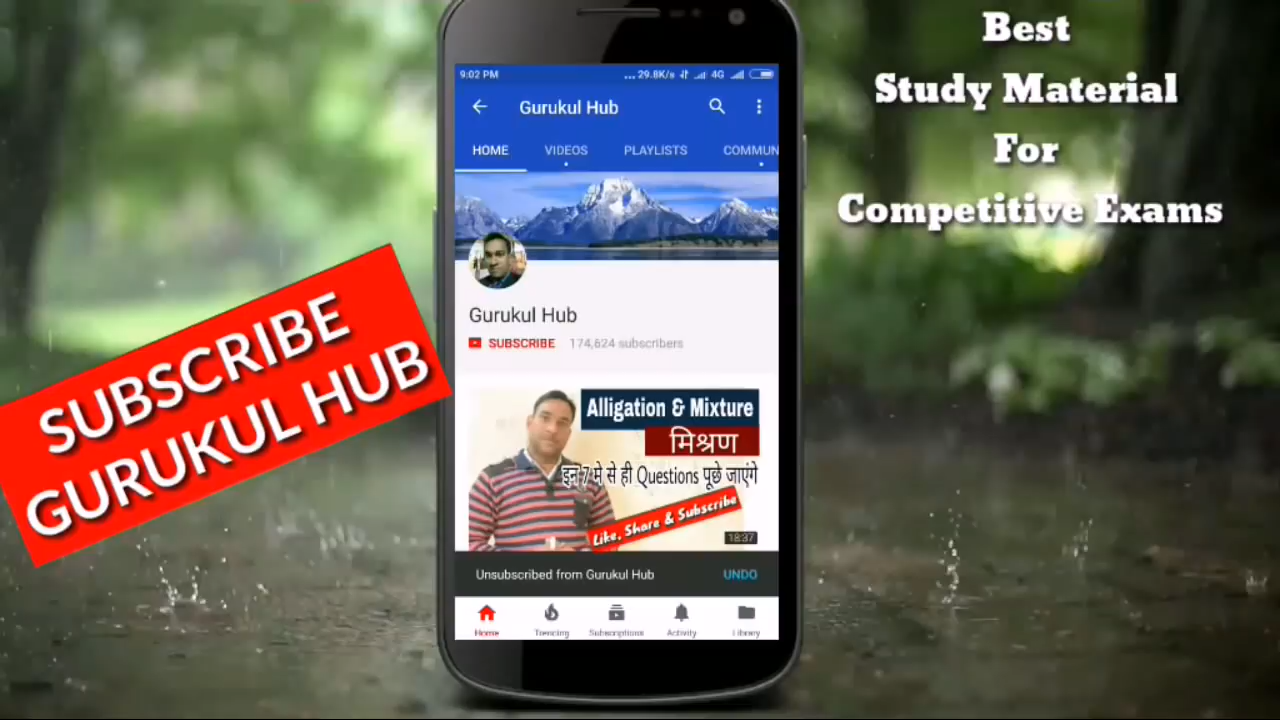 Best
Study Material
For
Competitive Exams
SUBSCRIBE
GURUKUL HUB
9:02 PM ... 29.8K/s 4G
Gurukul Hub
HOME VIDEOS PLAYLISTS COMMUN
Gurukul Hub
SUBSCRIBE 174,624 subscribers
Alligation & Mixture
मिश्रण
इन 7 मे से ही Questions पूछे जाएंगे
Like, Share & Subscribe
18:37
Unsubscribed from Gurukul Hub UNDO
Home Trending Subscriptions Activity Library